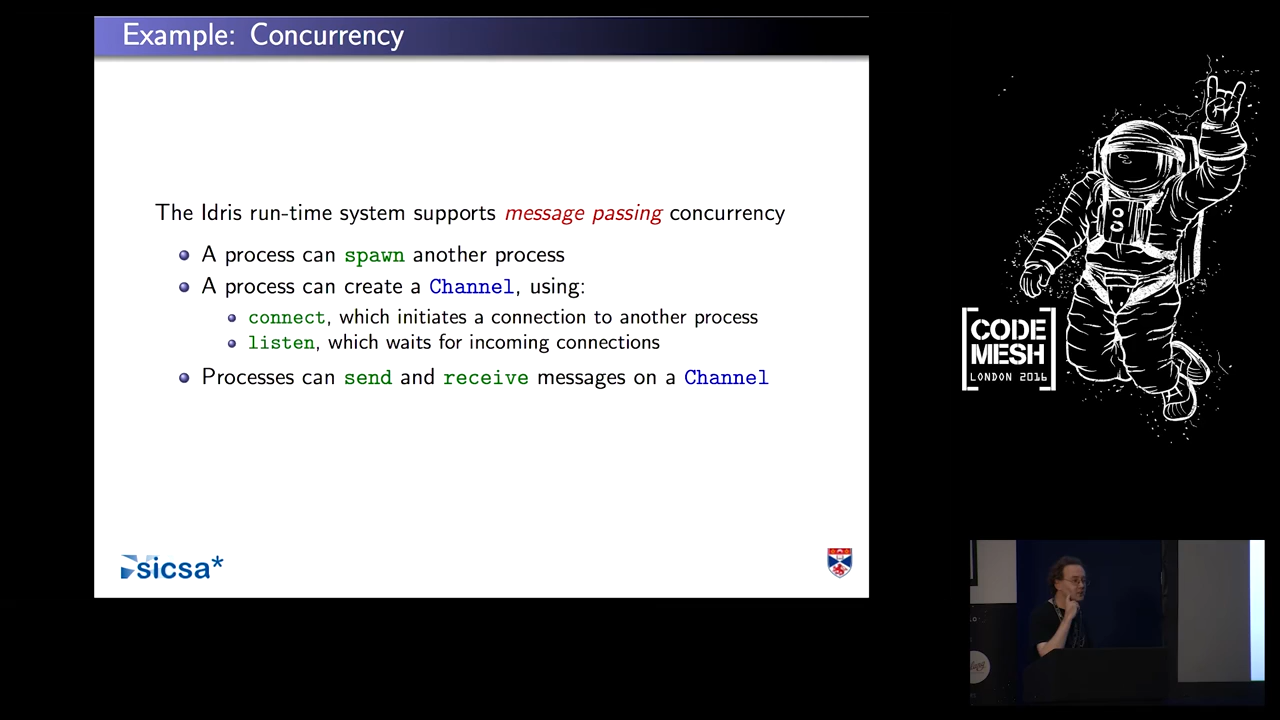 Example: Concurrency
The Idris run-time system supports message passing concurrency
A process can spawn another process
A process can create a Channel, using:
connect, which initiates a connection to another process
listen, which waits for incoming connections
Processes can send and receive messages on a Channel
sicsa*
CODE
MESH
LONDON 2016